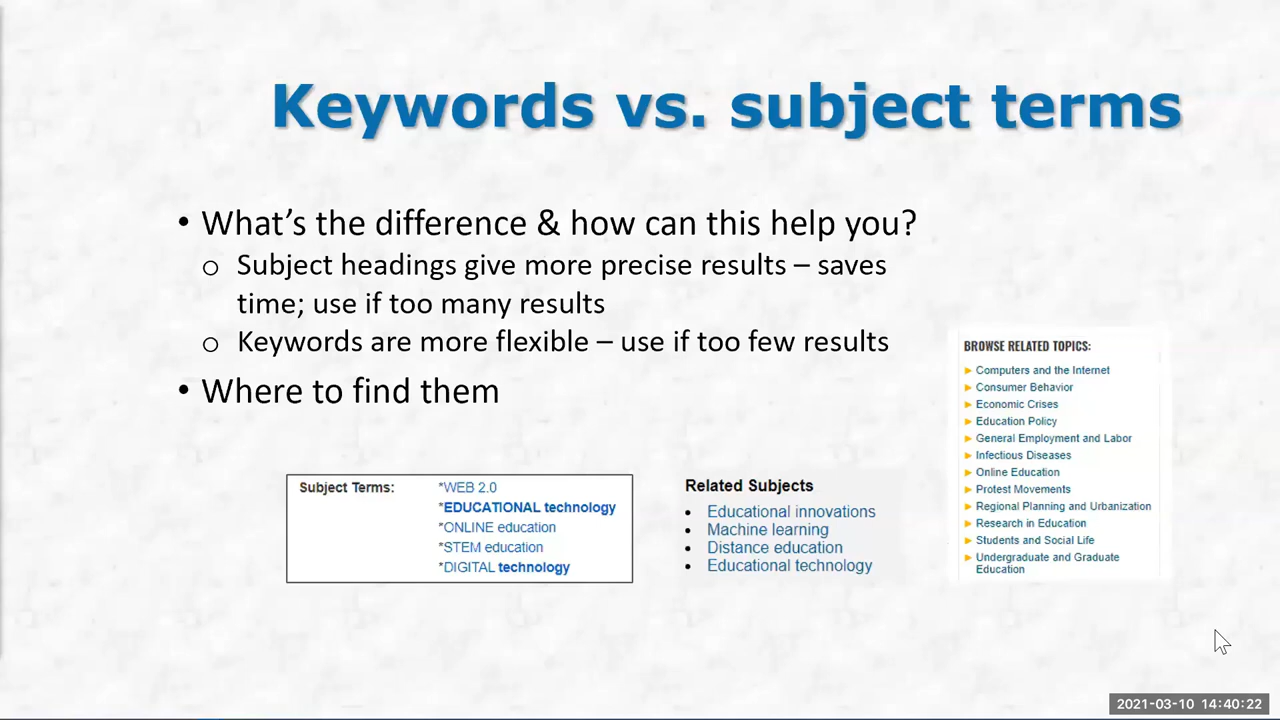 Keywords vs. subject terms
• What’s the difference & how can this help you?
o Subject headings give more precise results – saves
time; use if too many results
o Keywords are more flexible – use if too few results
• Where to find them
Subject Terms: *WEB 2.0
*EDUCATIONAL technology
*ONLINE education
*STEM education
*DIGITAL technology
Related Subjects
• Educational innovations
• Machine learning
• Distance education
• Educational technology
BROWSE RELATED TOPICS:
► Computers and the Internet
► Consumer Behavior
► Economic Crises
► Education Policy
► General Employment and Labor
► Infectious Diseases
► Online Education
► Protest Movements
► Regional Planning and Urbanization
► Research in Education
► Students and Social Life
► Undergraduate and Graduate
Education
2021-03-10 14:40:22